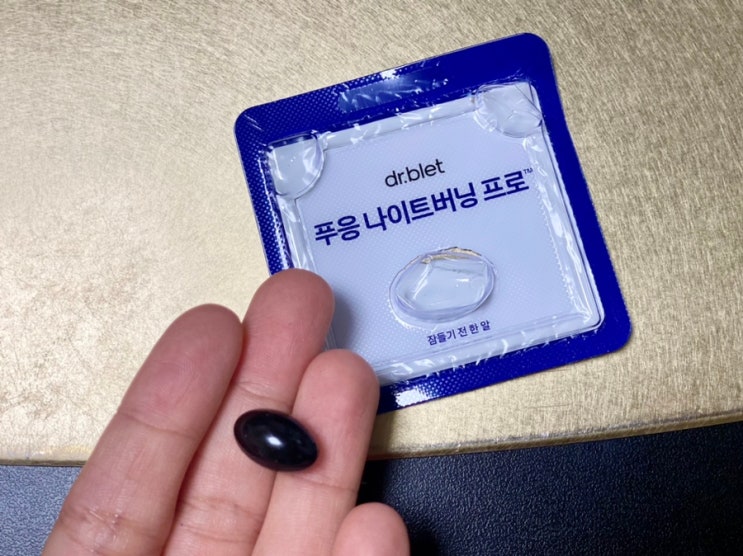 dr.blet
푸응 나이트버닝 프로™
잠들기 전 한 알